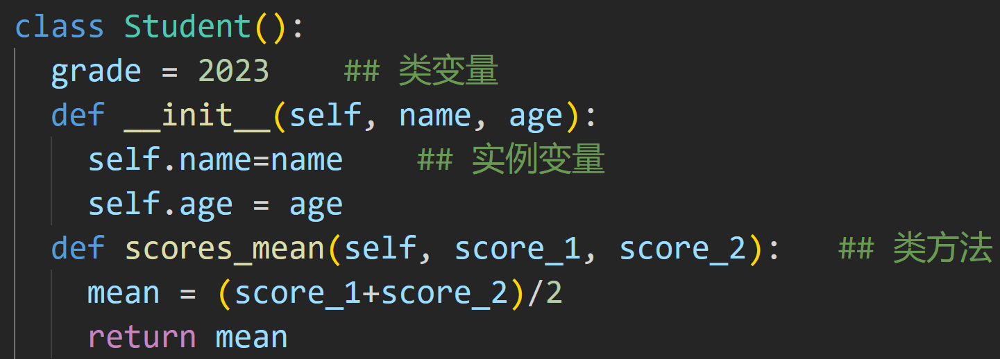 class Student():
  grade = 2023    ## 类变量
  def __init__(self, name, age):
    self.name=name    ## 实例变量
    self.age = age
  def scores_mean(self, score_1, score_2):   ## 类方法
    mean = (score_1+score_2)/2
    return mean